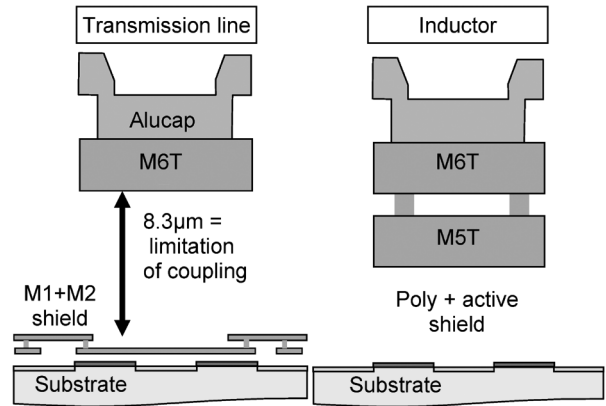 Transmission line
Inductor
Alucap
M6T
M6T
8.3µm =
limitation
of coupling
M5T
M1+M2
shield
Poly + active
shield
Substrate
Substrate